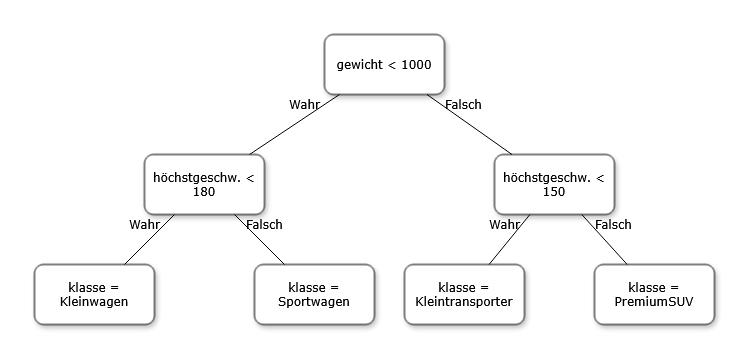 gewicht < 1000
Wahr
Falsch
höchstgeschw. <
180
höchstgeschw. <
150
Wahr
Falsch
Wahr
Falsch
klasse =
Kleinwagen
klasse =
Sportwagen
klasse =
Kleintransporter
klasse =
PremiumSUV